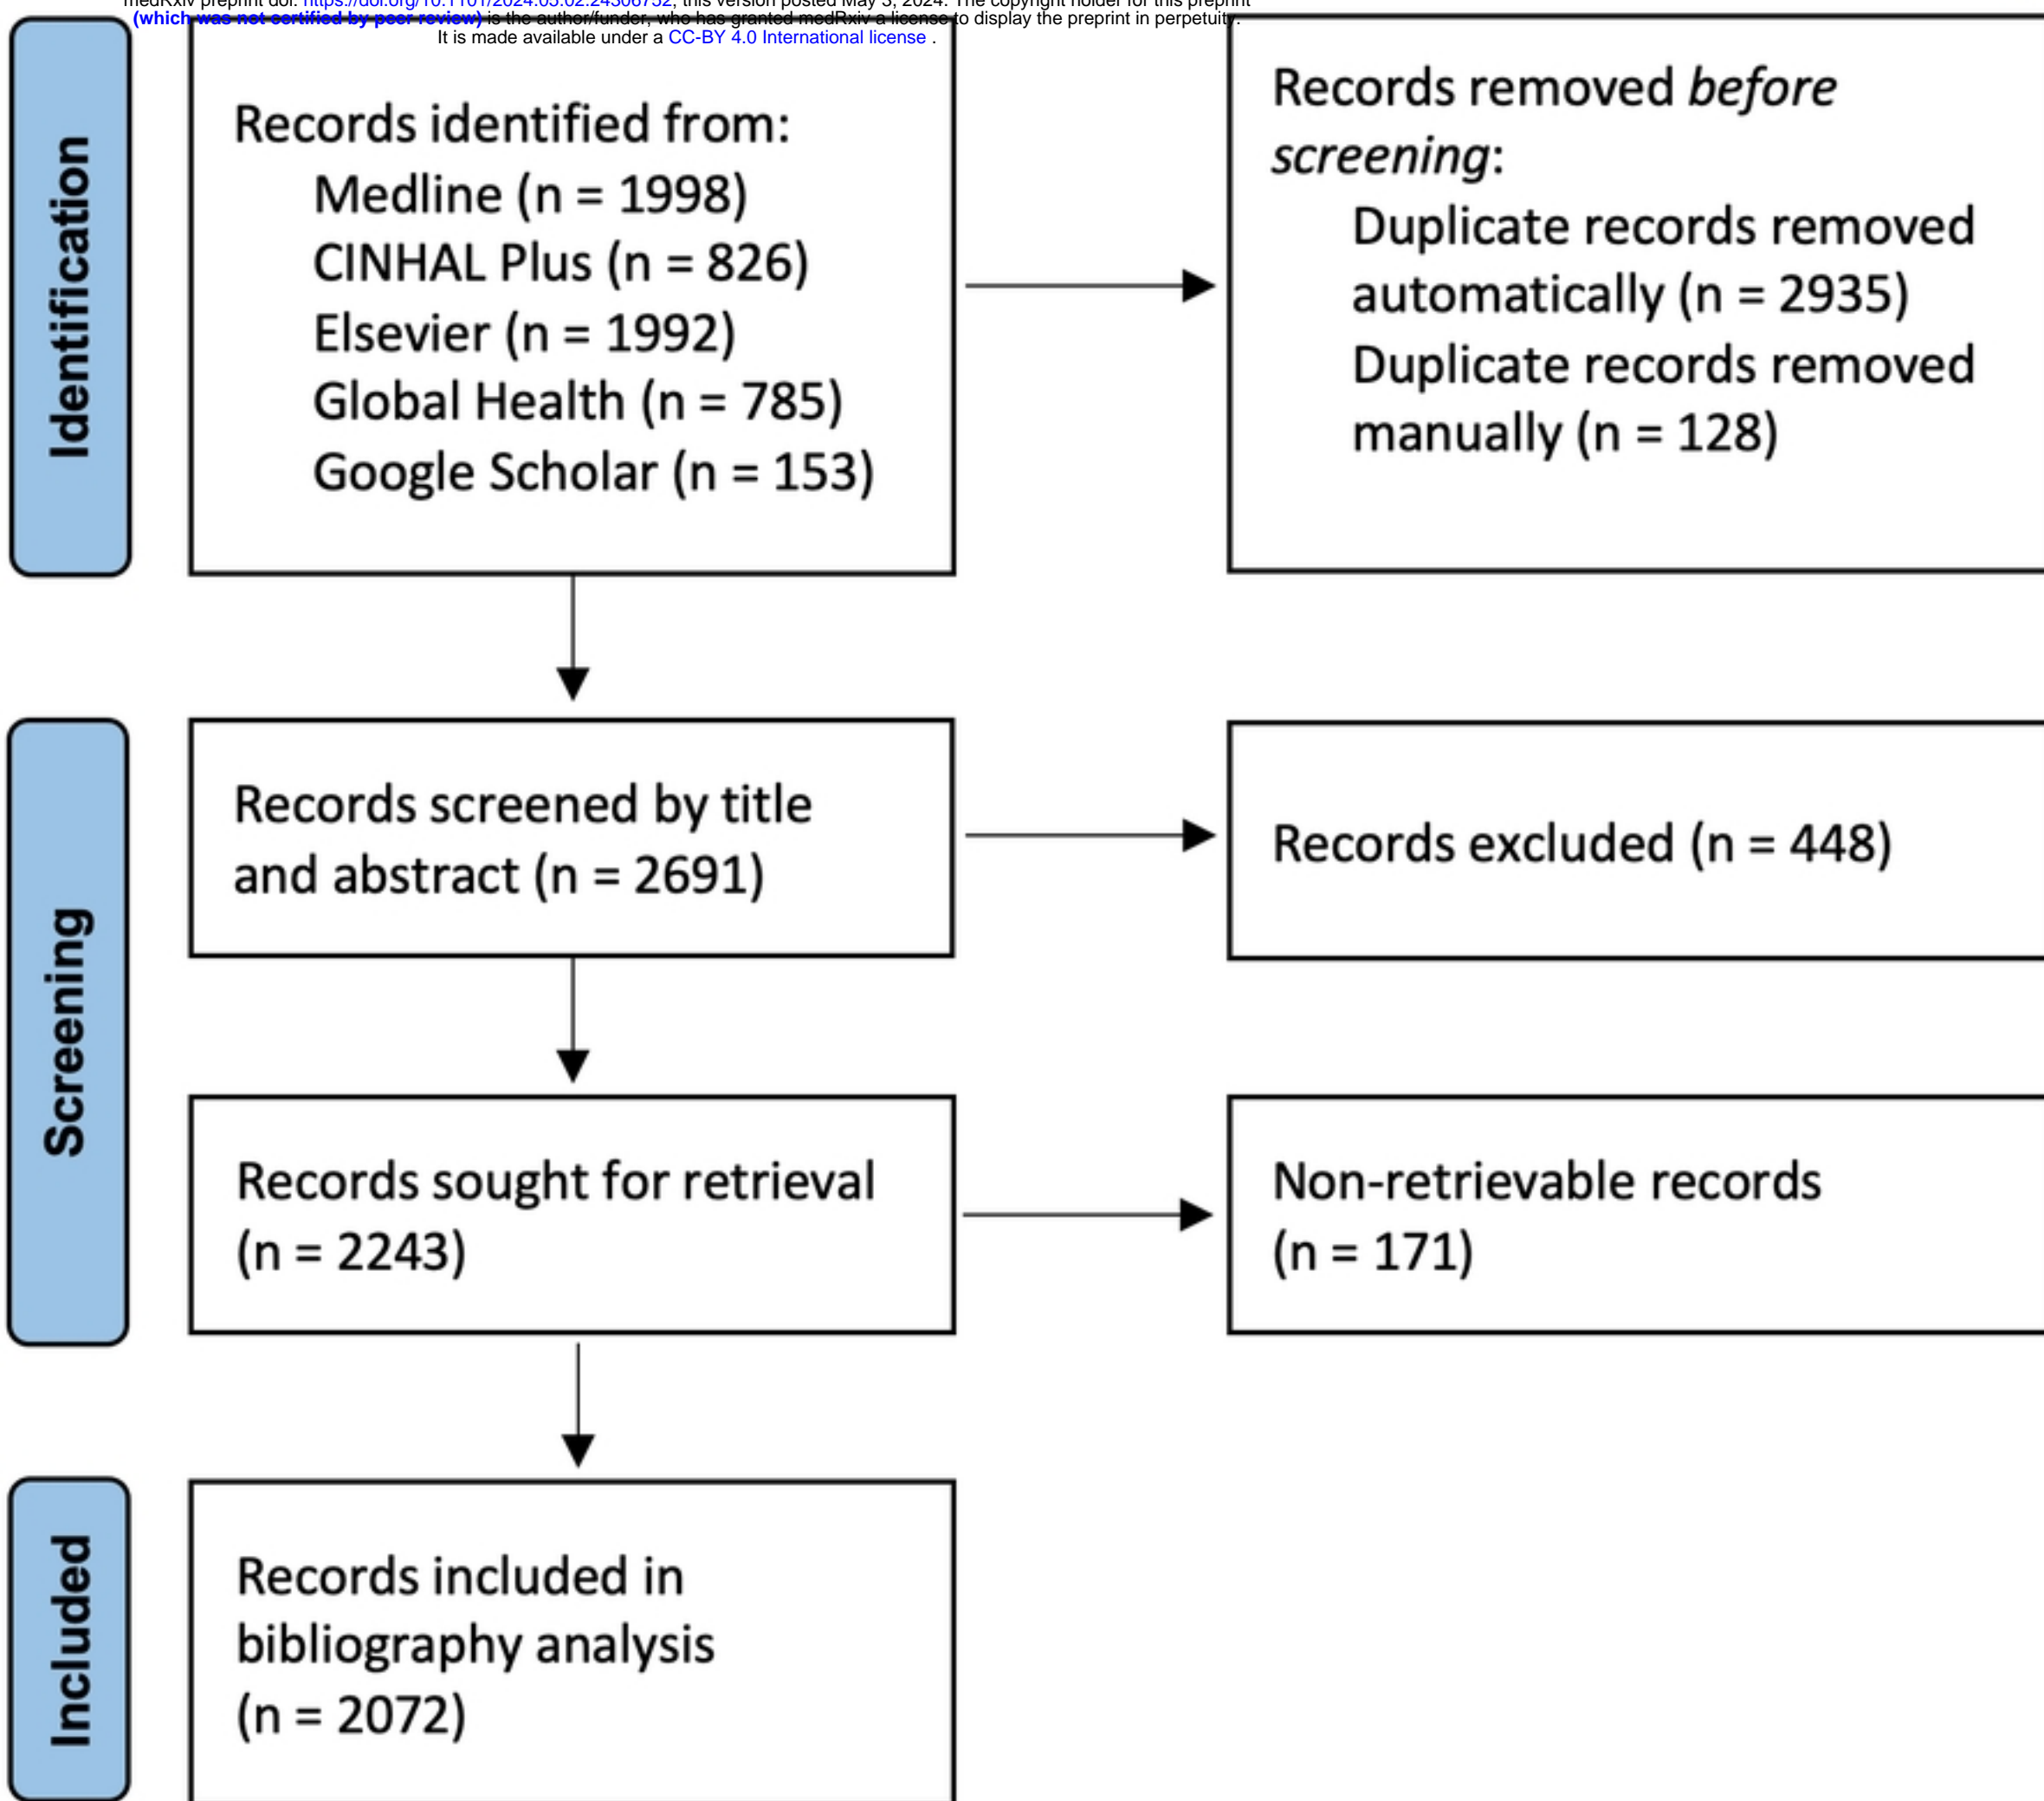 medRxiv preprint doi: https://doi.org/10.1101/2024.05.02.24306752; this version posted May 3, 2024. The copyright holder for this preprint
(which was not certified by peer review) is the author/funder, who has granted medRxiv a license to display the preprint in perpetuity.
It is made available under a CC-BY 4.0 International license .
Identification
Records identified from:
Medline (n = 1998)
CINHAL Plus (n = 826)
Elsevier (n = 1992)
Global Health (n = 785)
Google Scholar (n = 153)
Records removed before
screening:
Duplicate records removed
automatically (n = 2935)
Duplicate records removed
manually (n = 128)
Screening
Records screened by title
and abstract (n = 2691)
Records excluded (n = 448)
Records sought for retrieval
(n = 2243)
Non-retrievable records
(n = 171)
Included
Records included in
bibliography analysis
(n = 2072)